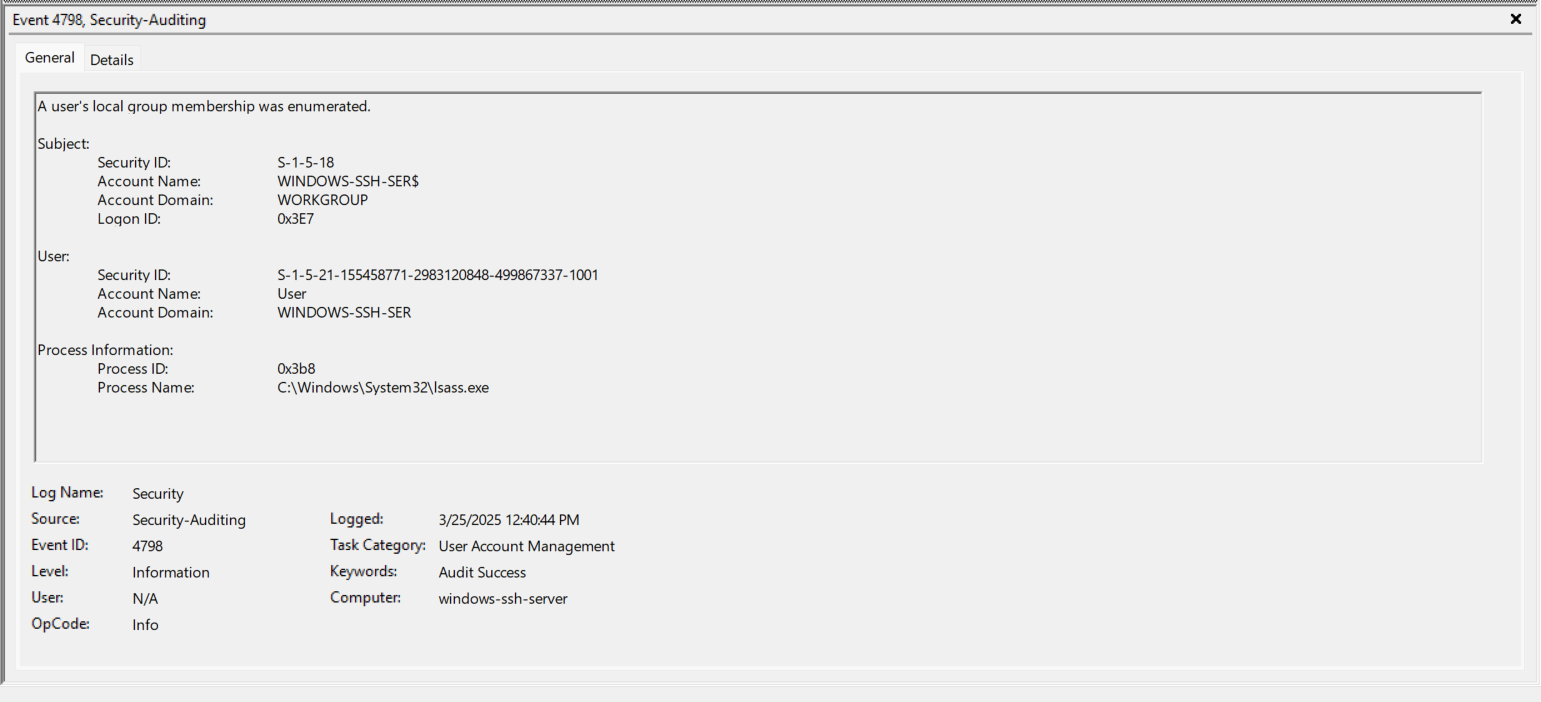 Event 4798, Security-Auditing
General Details
A user's local group membership was enumerated.
Subject:
Security ID: S-1-5-18
Account Name: WINDOWS-SSH-SER$
Account Domain: WORKGROUP
Logon ID: 0x3E7
User:
Security ID: S-1-5-21-155458771-2983120848-499867337-1001
Account Name: User
Account Domain: WINDOWS-SSH-SER
Process Information:
Process ID: 0x3b8
Process Name: C:\Windows\System32\lsass.exe
Log Name: Security
Source: Security-Auditing Logged: 3/25/2025 12:40:44 PM
Event ID: 4798 Task Category: User Account Management
Level: Information Keywords: Audit Success
User: N/A Computer: windows-ssh-server
OpCode: Info